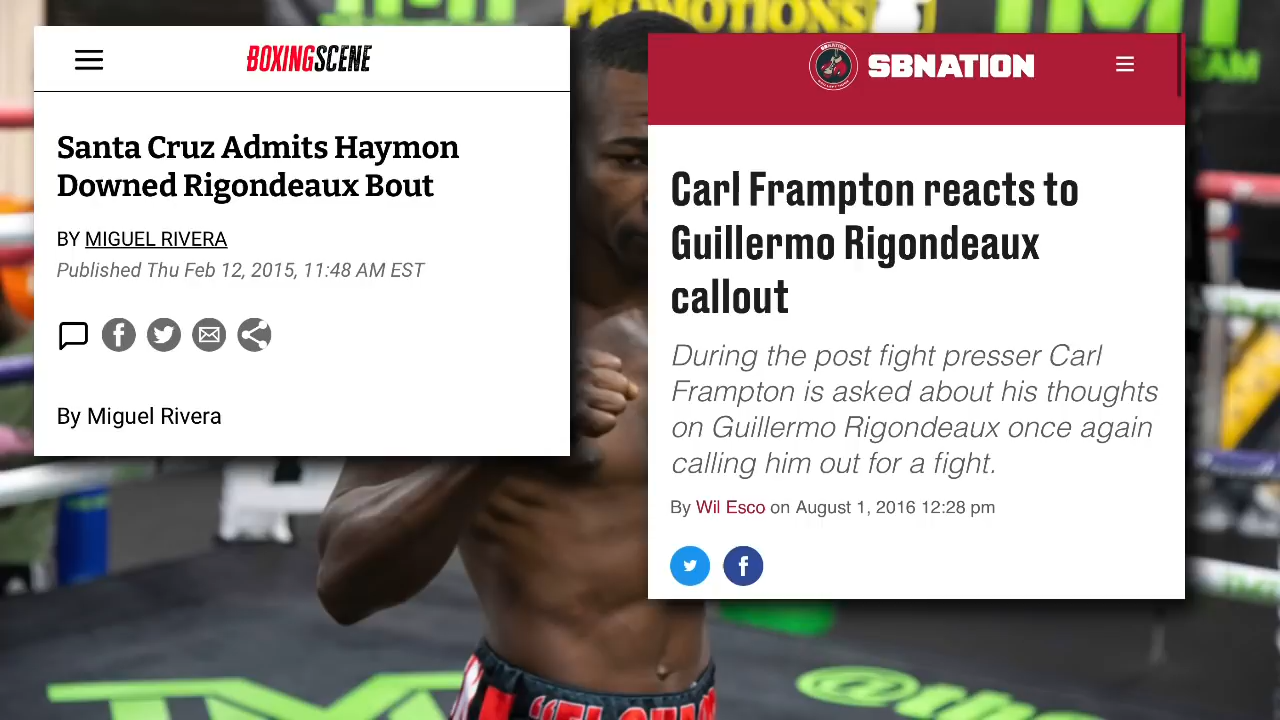 PROMOTIONS
TMT
TEAM
BOXINGSCENE
Santa Cruz Admits Haymon
Downed Rigondeaux Bout
BY MIGUEL RIVERA
Published Thu Feb 12, 2015, 11:48 AM EST
By Miguel Rivera
SBNATION
Carl Frampton reacts to
Guillermo Rigondeaux
callout
During the post fight presser Carl
Frampton is asked about his thoughts
on Guillermo Rigondeaux once again
calling him out for a fight.
By Wil Esco on August 1, 2016 12:28 pm